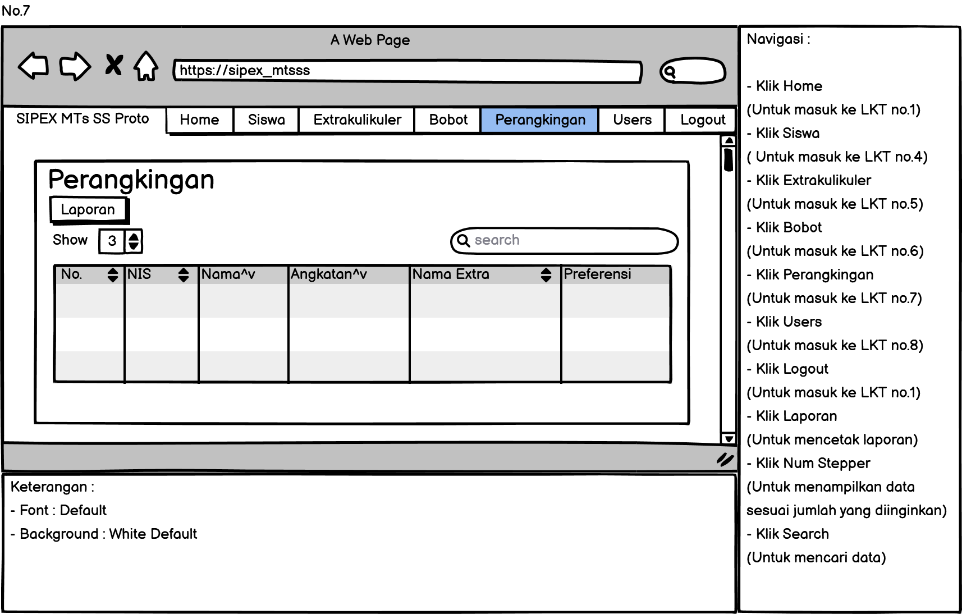 No.7
A Web Page
https://sipex_mtsss
SIPEX MTs SS Proto
Home
Siswa
Extrakulikuler
Bobot
Perangkingan
Users
Logout
Perangkingan
Laporan
Show 3
search
No. NIS Nama^v Angkatan^v Nama Extra Preferensi
Keterangan :
- Font : Default
- Background : White Default
Navigasi :
- Klik Home
(Untuk masuk ke LKT no.1)
- Klik Siswa
( Untuk masuk ke LKT no.4)
- Klik Extrakulikuler
(Untuk masuk ke LKT no.5)
- Klik Bobot
(Untuk masuk ke LKT no.6)
- Klik Perangkingan
(Untuk masuk ke LKT no.7)
- Klik Users
(Untuk masuk ke LKT no.8)
- Klik Logout
(Untuk masuk ke LKT no.1)
- Klik Laporan
(Untuk mencetak laporan)
- Klik Num Stepper
(Untuk menampilkan data
sesuai jumlah yang diinginkan)
- Klik Search
(Untuk mencari data)